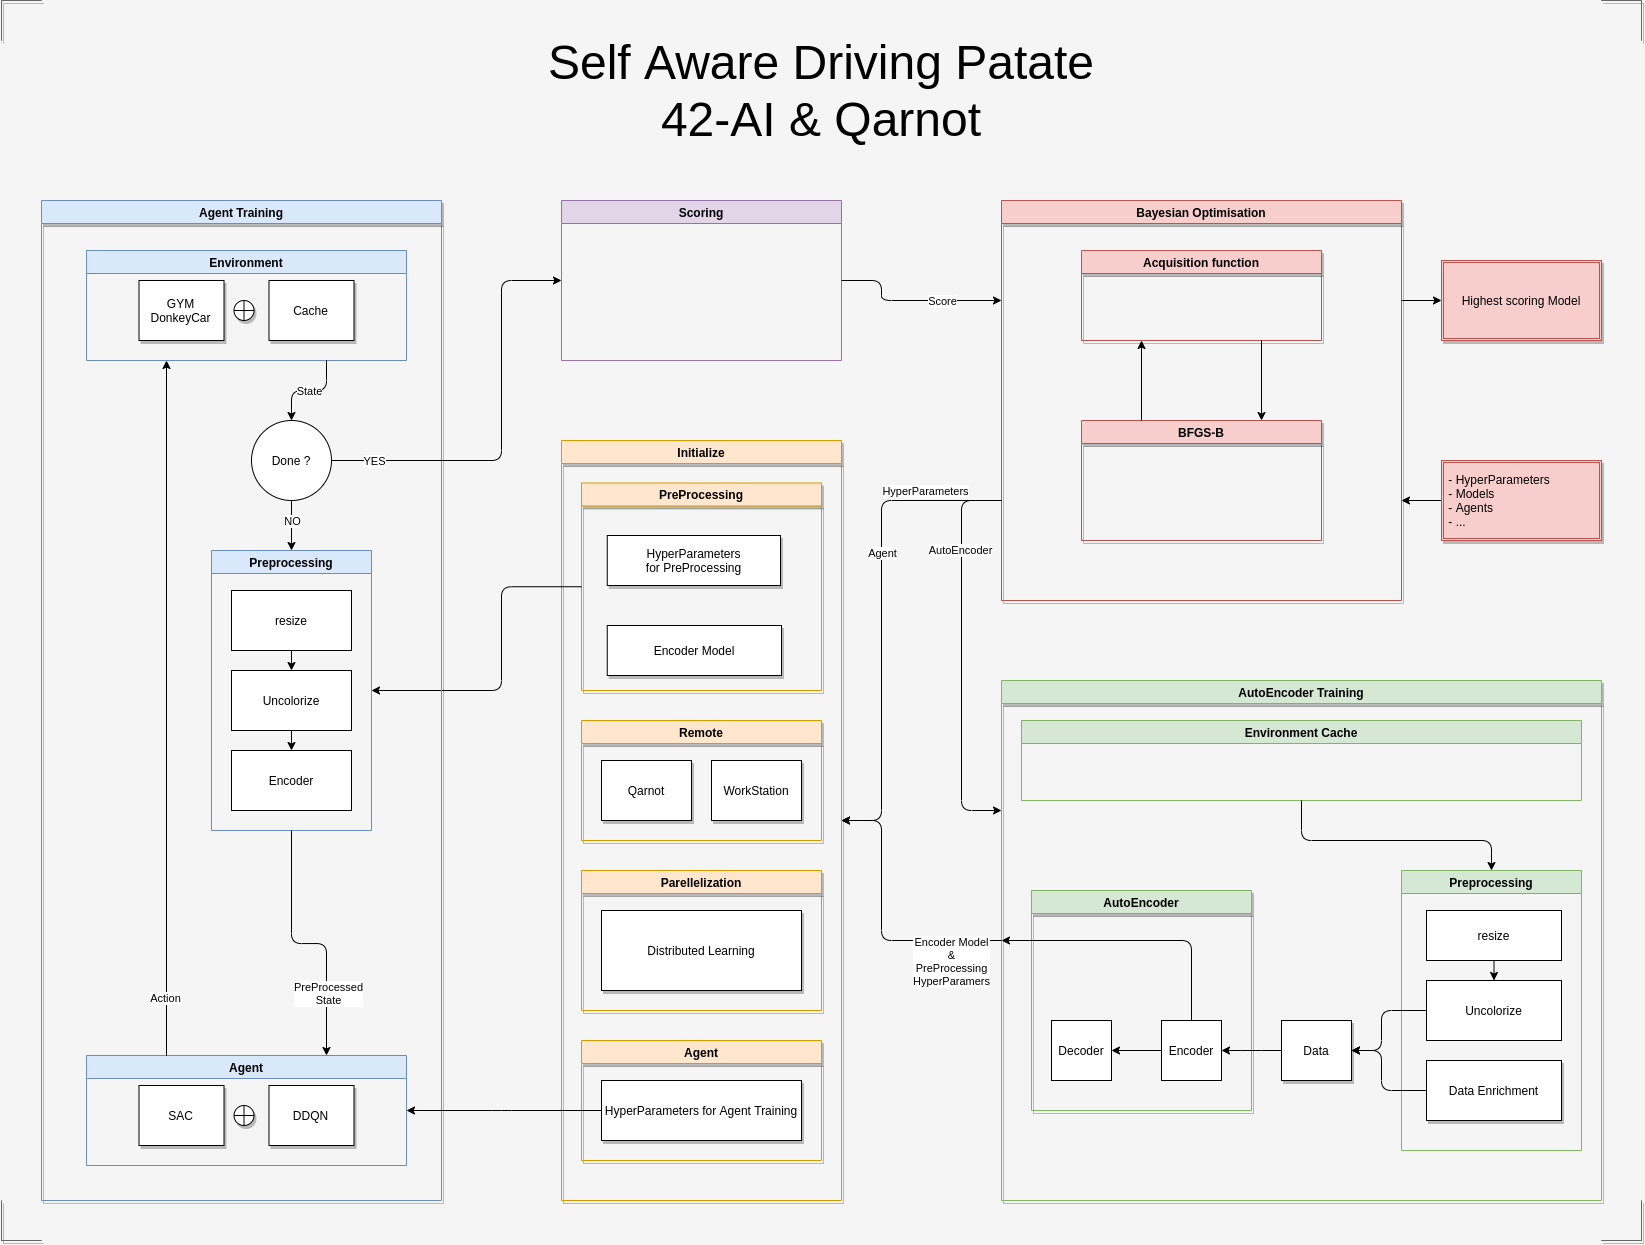 Self Aware Driving Patate
42-AI & Qarnot
Agent Training
Environment
GYM
DonkeyCar
Cache
State
Done ?
YES
NO
Preprocessing
resize
Uncolorize
Encoder
Action
PreProcessed
State
Agent
SAC
DDQN
Scoring
Score
Initialize
PreProcessing
HyperParameters
for PreProcessing
Encoder Model
Remote
Qarnot
WorkStation
Parellelization
Distributed Learning
Agent
HyperParameters for Agent Training
HyperParameters
Agent
AutoEncoder
Encoder Model
&
PreProcessing
HyperParamers
Bayesian Optimisation
Acquisition function
BFGS-B
Highest scoring Model
- HyperParameters
- Models
- Agents
- ...
AutoEncoder Training
Environment Cache
AutoEncoder
Decoder
Encoder
Data
Preprocessing
resize
Uncolorize
Data Enrichment